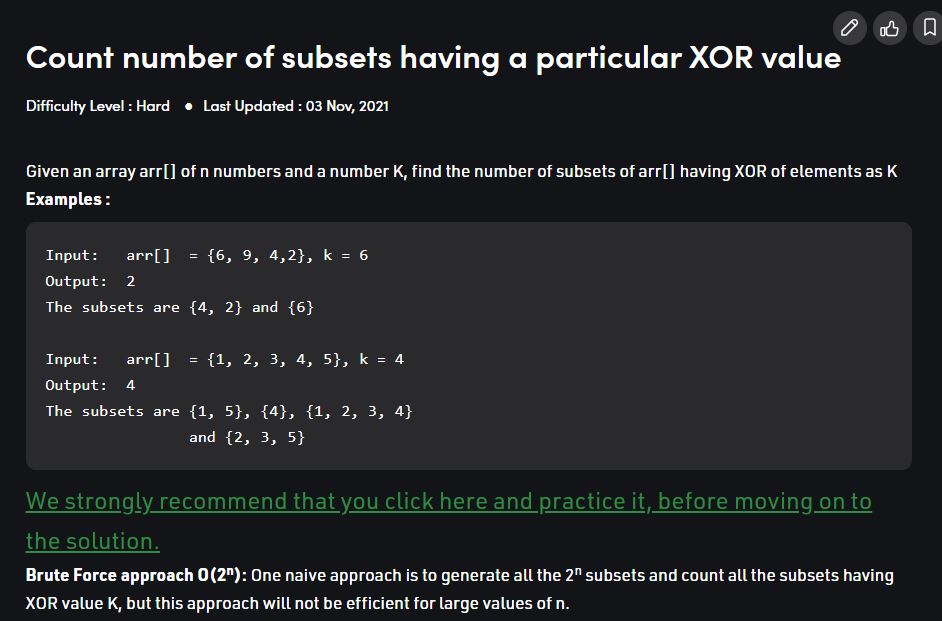 Count number of subsets having a particular XOR value
Difficulty Level : Hard ● Last Updated : 03 Nov, 2021
Given an array arr[] of n numbers and a number K, find the number of subsets of arr[] having XOR of elements as K
Examples :
Input:   arr[]  = {6, 9, 4,2}, k = 6
Output:  2
The subsets are {4, 2} and {6}
Input:   arr[]  = {1, 2, 3, 4, 5}, k = 4
Output:  4
The subsets are {1, 5}, {4}, {1, 2, 3, 4}
and {2, 3, 5}
We strongly recommend that you click here and practice it, before moving on to
the solution.
Brute Force approach O(2ⁿ): One naive approach is to generate all the 2ⁿ subsets and count all the subsets having
XOR value K, but this approach will not be efficient for large values of n.